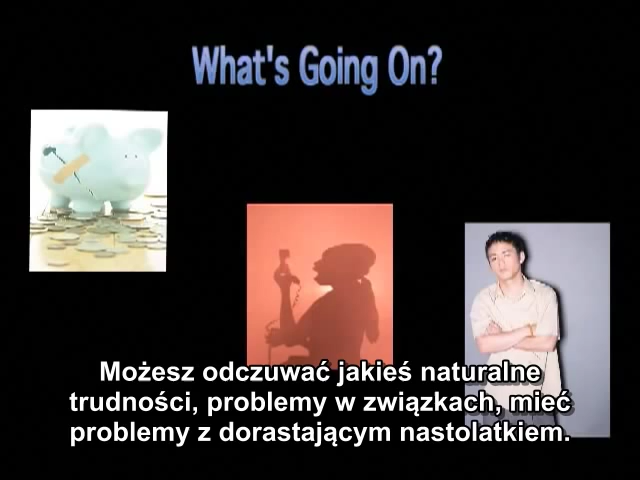 What's Going On?
Możesz odczuwać jakieś naturalne
trudności, problemy w związkach, mieć
problemy z dorastającym nastolatkiem.